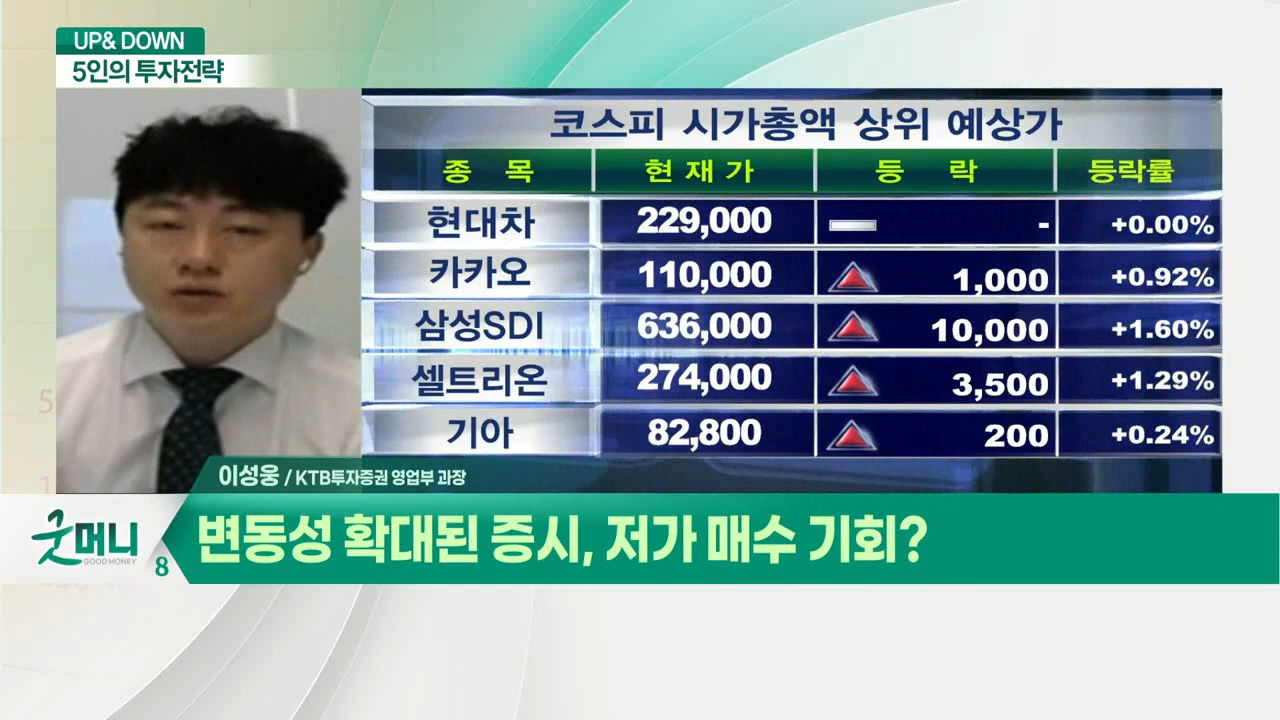 UP& DOWN
5인의 투자전략
코스피 시가총액 상위 예상가
종 목 현 재 가 등 락 등락률
현대차 229,000 - +0.00%
카카오 110,000 1,000 +0.92%
삼성SDI 636,000 10,000 +1.60%
셀트리온 274,000 3,500 +1.29%
기아 82,800 200 +0.24%
5
1
이성웅 / KTB투자증권 영업부 과장
굿머니
GOOD MONEY
8
변동성 확대된 증시, 저가 매수 기회?